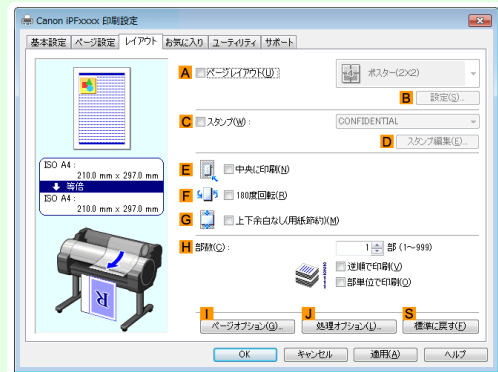 Canon iPFxxxx 印刷設定
基本設定 ページ設定 レイアウト お気に入り ユーティリティ サポート
A ページレイアウト(U): ポスター(2X2)
B 設定(S)...
C スタンプ(W): CONFIDENTIAL
D スタンプ編集(E)...
ISO A4 :
210.0 mm x 297.0 mm
等倍
ISO A4 :
210.0 mm x 297.0 mm
E 中央に印刷(N)
F 180度回転(R)
G 上下余白なし(用紙節約)(M)
H 部数(C): 1 部 (1~999)
逆順で印刷(V)
部単位で印刷(O)
I J S
ページオプション(G)... 処理オプション(L)... 標準に戻す(F)
OK キャンセル 適用(A) ヘルプ